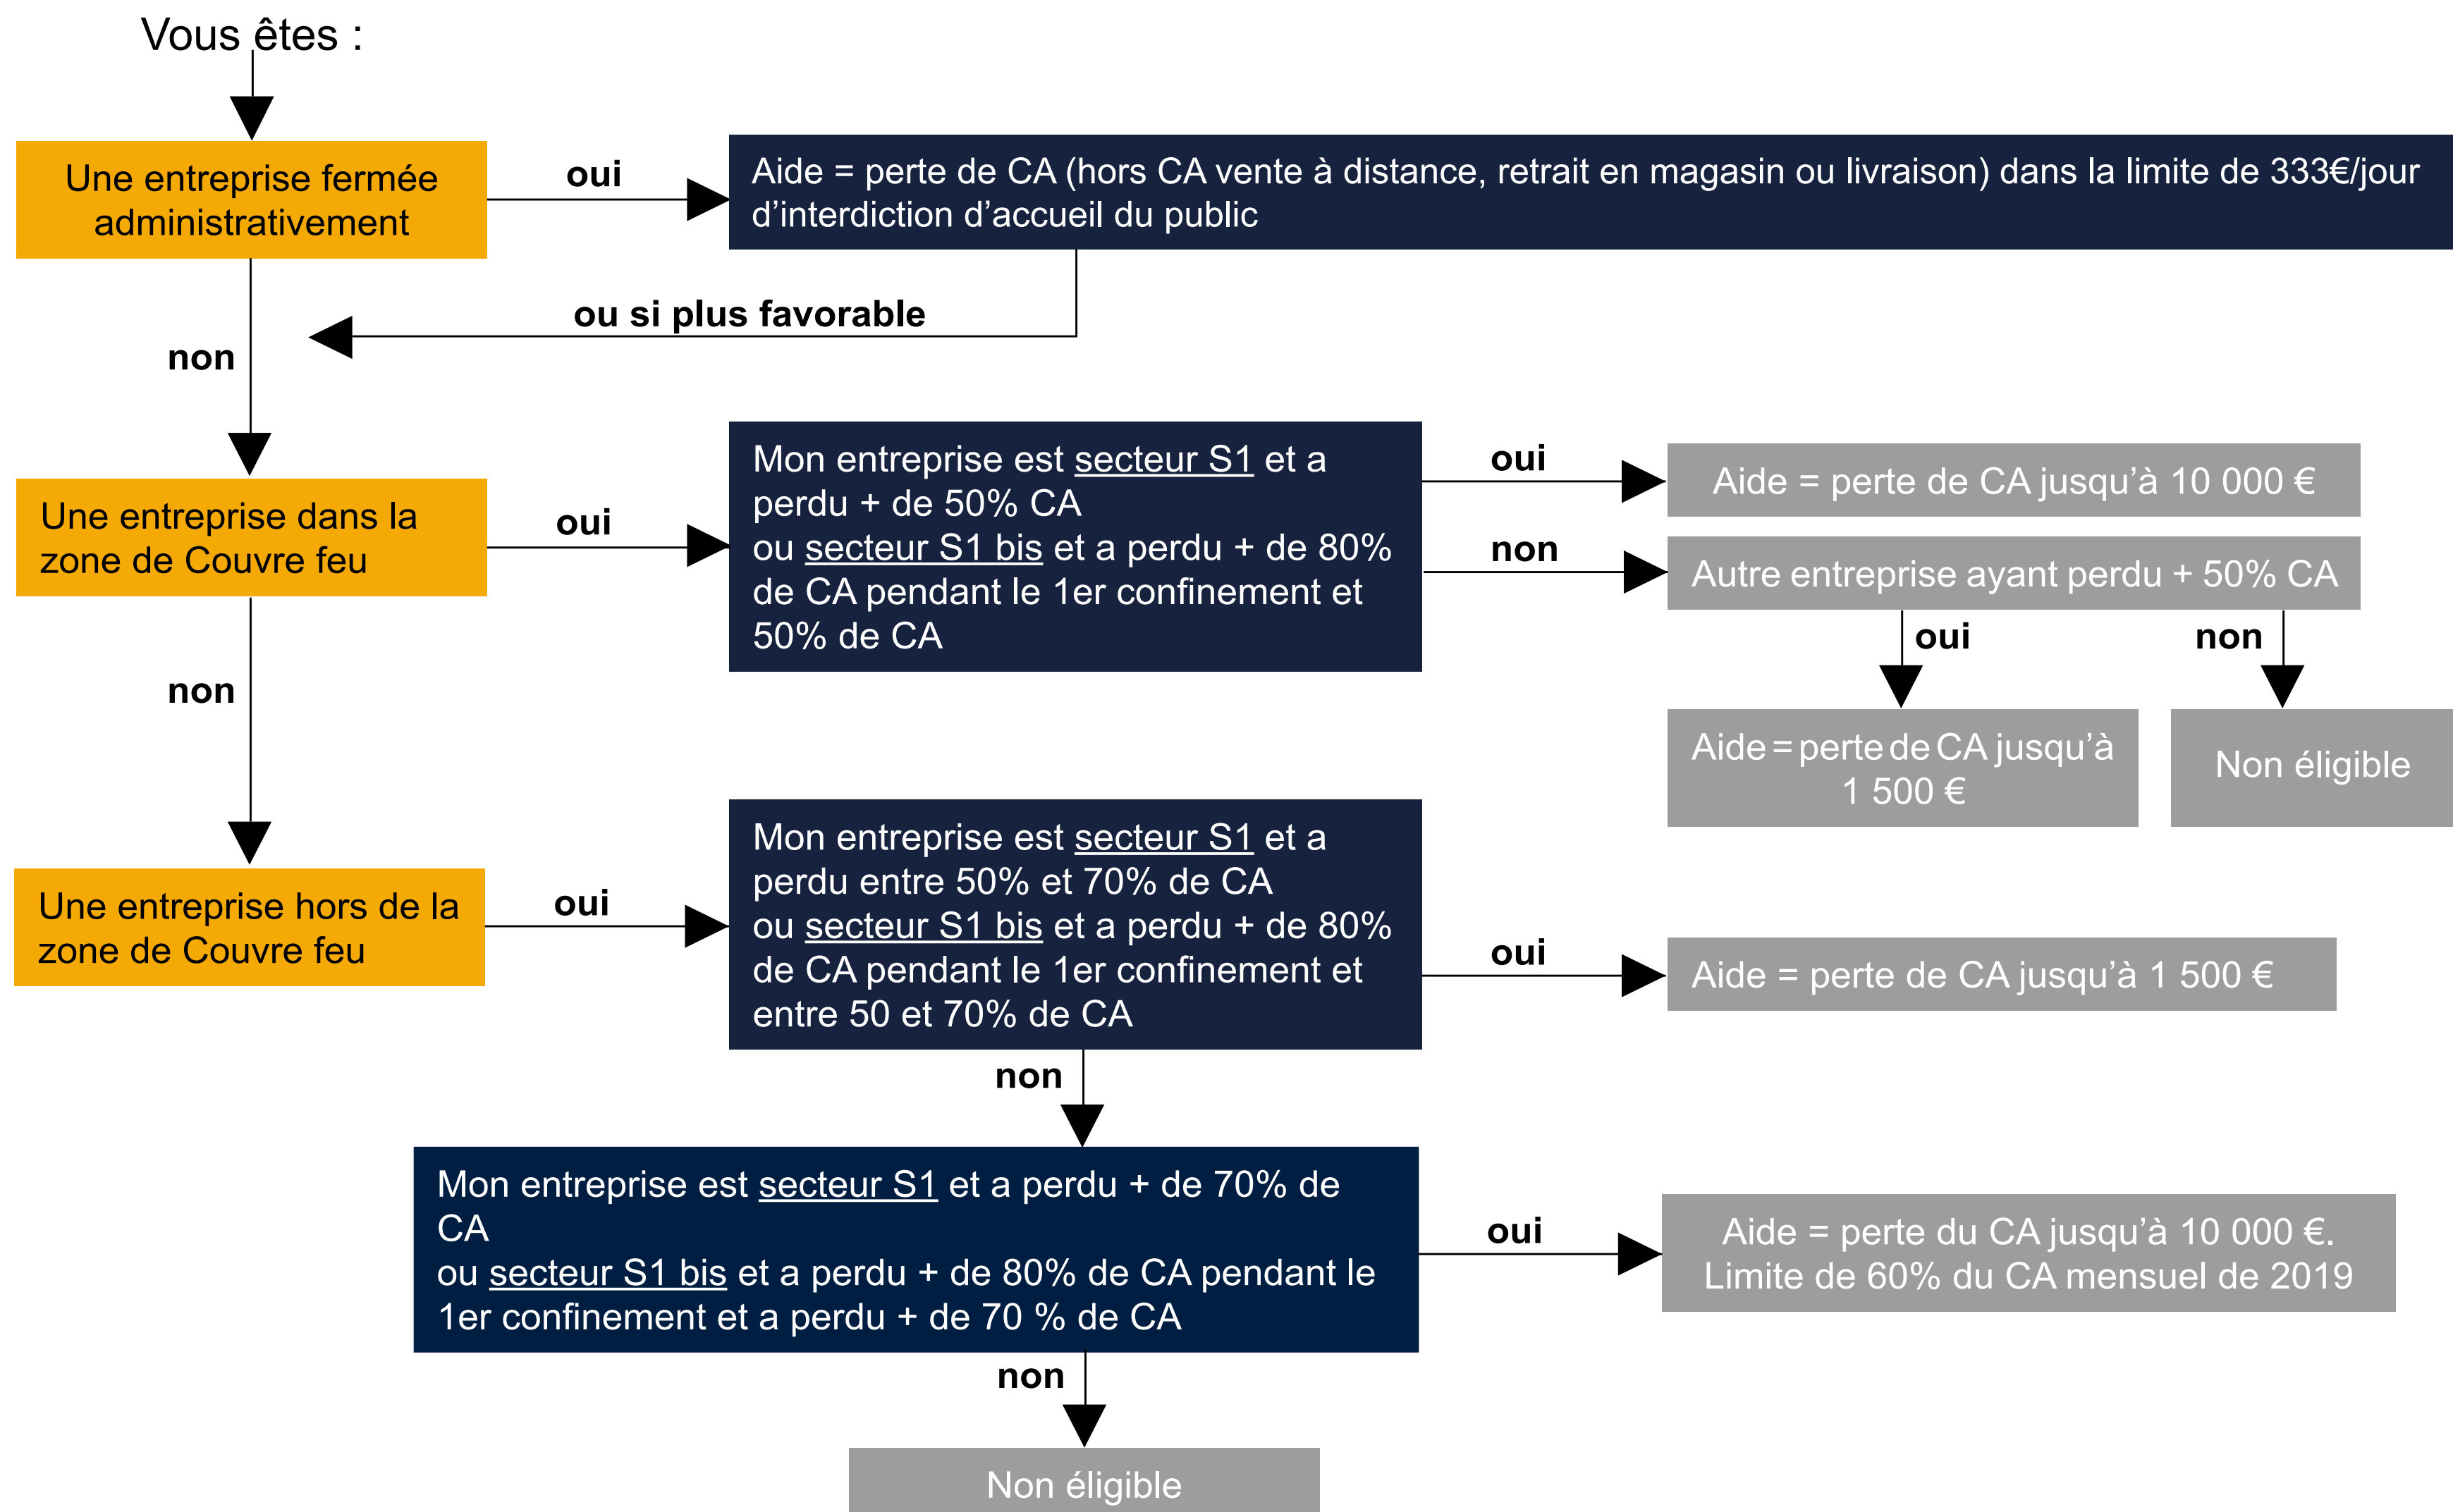 Vous êtes :
Une entreprise fermée
administrativement
oui
Aide = perte de CA (hors CA vente à distance, retrait en magasin ou livraison) dans la limite de 333€/jour
d’interdiction d’accueil du public
ou si plus favorable
non
Une entreprise dans la
zone de Couvre feu
oui
Mon entreprise est secteur S1 et a
perdu + de 50% CA
ou secteur S1 bis et a perdu + de 80%
de CA pendant le 1er confinement et
50% de CA
oui
Aide = perte de CA jusqu’à 10 000 €
non
Autre entreprise ayant perdu + 50% CA
oui
non
Aide = perte de CA jusqu’à
1 500 €
Non éligible
non
Une entreprise hors de la
zone de Couvre feu
oui
Mon entreprise est secteur S1 et a
perdu entre 50% et 70% de CA
ou secteur S1 bis et a perdu + de 80%
de CA pendant le 1er confinement et
entre 50 et 70% de CA
oui
Aide = perte de CA jusqu’à 1 500 €
non
Mon entreprise est secteur S1 et a perdu + de 70% de
CA
ou secteur S1 bis et a perdu + de 80% de CA pendant le
1er confinement et a perdu + de 70 % de CA
oui
Aide = perte du CA jusqu’à 10 000 €.
Limite de 60% du CA mensuel de 2019
non
Non éligible